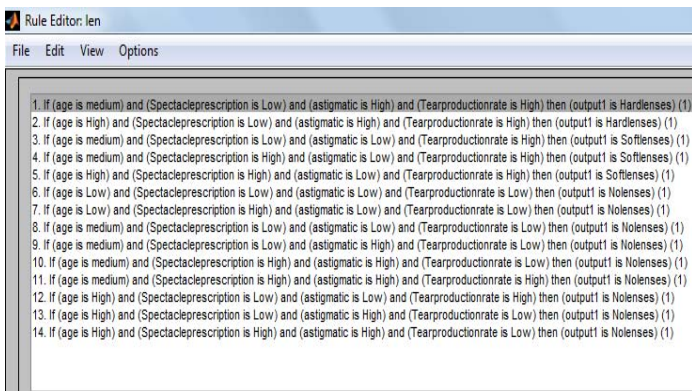 Rule Editor: len
File Edit View Options
1. If (age is medium) and (Spectacleprescription is Low) and (astigmatic is High) and (Tearproductionrate is High) then (output1 is Hardlenses) (1)
2. If (age is High) and (Spectacleprescription is Low) and (astigmatic is High) and (Tearproductionrate is High) then (output1 is Hardlenses) (1)
3. If (age is medium) and (Spectacleprescription is Low) and (astigmatic is Low) and (Tearproductionrate is High) then (output1 is Softlenses) (1)
4. If (age is medium) and (Spectacleprescription is High) and (astigmatic is Low) and (Tearproductionrate is High) then (output1 is Softlenses) (1)
5. If (age is High) and (Spectacleprescription is High) and (astigmatic is Low) and (Tearproductionrate is High) then (output1 is Softlenses) (1)
6. If (age is Low) and (Spectacleprescription is Low) and (astigmatic is Low) and (Tearproductionrate is Low) then (output1 is Nolenses) (1)
7. If (age is Low) and (Spectacleprescription is High) and (astigmatic is Low) and (Tearproductionrate is Low) then (output1 is Nolenses) (1)
8. If (age is medium) and (Spectacleprescription is Low) and (astigmatic is Low) and (Tearproductionrate is Low) then (output1 is Nolenses) (1)
9. If (age is medium) and (Spectacleprescription is Low) and (astigmatic is High) and (Tearproductionrate is Low) then (output1 is Nolenses) (1)
10. If (age is medium) and (Spectacleprescription is High) and (astigmatic is High) and (Tearproductionrate is Low) then (output1 is Nolenses) (1)
11. If (age is medium) and (Spectacleprescription is High) and (astigmatic is High) and (Tearproductionrate is High) then (output1 is Nolenses) (1)
12. If (age is High) and (Spectacleprescription is Low) and (astigmatic is Low) and (Tearproductionrate is High) then (output1 is Nolenses) (1)
13. If (age is High) and (Spectacleprescription is Low) and (astigmatic is High) and (Tearproductionrate is Low) then (output1 is Nolenses) (1)
14. If (age is High) and (Spectacleprescription is High) and (astigmatic is High) and (Tearproductionrate is Low) then (output1 is Nolenses) (1)